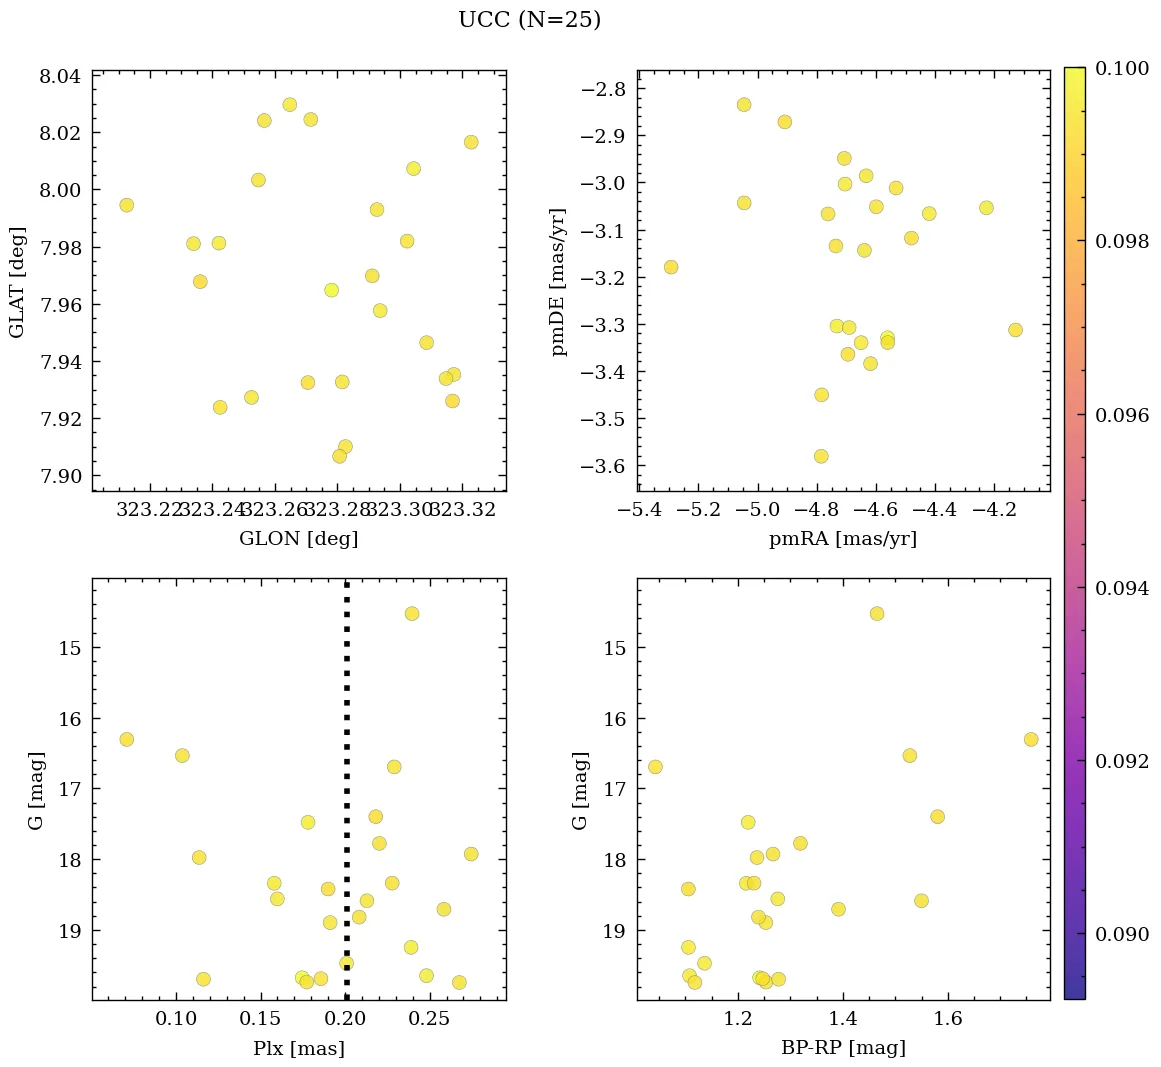 UCC (N=25)
8.04
8.02
8.00
7.98
7.96
7.94
7.92
7.90
GLAT [deg]
323.22 323.24 323.26 323.28 323.30 323.32
GLON [deg]
−2.8
−2.9
−3.0
−3.1
−3.2
−3.3
−3.4
−3.5
−3.6
pmDE [mas/yr]
−5.4 −5.2 −5.0 −4.8 −4.6 −4.4 −4.2
pmRA [mas/yr]
15
16
17
18
19
G [mag]
0.10 0.15 0.20 0.25
Plx [mas]
15
16
17
18
19
G [mag]
1.2 1.4 1.6
BP-RP [mag]
0.100
0.098
0.096
0.094
0.092
0.090